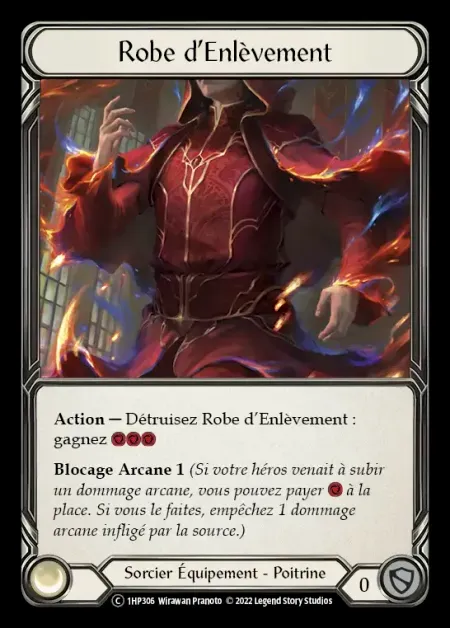 Robe d'Enlèvement
Action — Détruisez Robe d'Enlèvement :
gagnez
Blocage Arcane 1 (Si votre héros venait à subir
un dommage arcane, vous pouvez payer à la
place. Si vous le faites, empêchez 1 dommage
arcane infligé par la source.)
Sorcier Équipement - Poitrine
0
C 1HP306 Wirawan Pranoto © 2022 Legend Story Studios